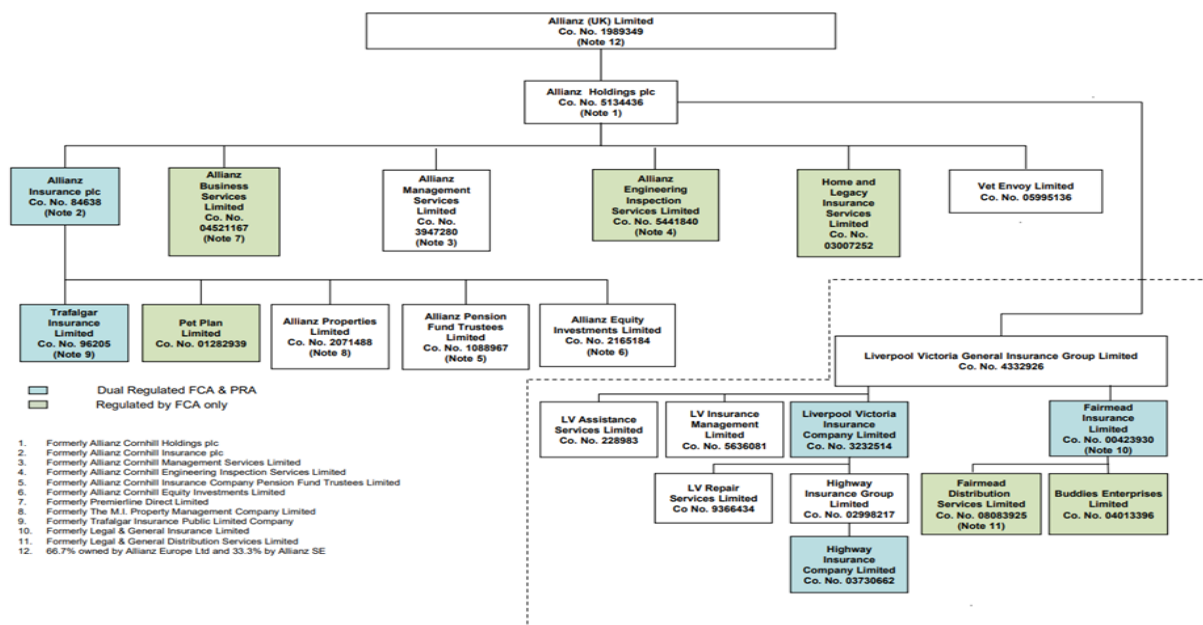 Allianz (UK) Limited
Co. No. 1989349
(Note 12)
Allianz Holdings plc
Co. No. 5134436
(Note 1)
Allianz
Insurance plc
Co. No. 84638
(Note 2)
Allianz
Business
Services
Limited
Co. No.
04521167
(Note 7)
Allianz
Management
Services
Limited
Co. No.
3947280
(Note 3)
Allianz
Engineering
Inspection
Services Limited
Co. No. 5441840
(Note 4)
Home and
Legacy
Insurance
Services
Limited
Co. No.
03007252
Vet Envoy Limited
Co. No. 05995136
Trafalgar
Insurance
Limited
Co. No. 96205
(Note 9)
Pet Plan
Limited
Co. No. 01282939
Allianz Properties
Limited
Co. No. 2071488
(Note 8)
Allianz Pension
Fund Trustees
Limited
Co. No. 1088967
(Note 5)
Allianz Equity
Investments Limited
Co. No. 2165184
(Note 6)
Liverpool Victoria General Insurance Group Limited
Co. No. 4332926
Dual Regulated FCA & PRA
Regulated by FCA only
LV Assistance
Services Limited
Co. No. 228983
LV Insurance
Management
Limited
Co. No. 5636081
Liverpool Victoria
Insurance
Company Limited
Co. No. 3232514
Fairmead
Insurance
Limited
Co. No. 00423930
(Note 10)
LV Repair
Services Limited
Co No. 9366434
Highway
Insurance Group
Limited
Co. No. 02998217
Fairmead
Distribution
Services Limited
Co. No. 08083925
(Note 11)
Buddies Enterprises
Limited
Co. No. 04013396
Highway
Insurance
Company Limited
Co. No. 03730662
1. Formerly Allianz Cornhill Holdings plc
2. Formerly Allianz Cornhill Insurance plc
3. Formerly Allianz Cornhill Management Services Limited
4. Formerly Allianz Cornhill Engineering Inspection Services Limited
5. Formerly Allianz Cornhill Insurance Company Pension Fund Trustees Limited
6. Formerly Allianz Cornhill Equity Investments Limited
7. Formerly Premierline Direct Limited
8. Formerly The M.I. Property Management Company Limited
9. Formerly Trafalgar Insurance Public Limited Company
10. Formerly Legal & General Insurance Limited
11. Formerly Legal & General Distribution Services Limited
12. 66.7% owned by Allianz Europe Ltd and 33.3% by Allianz SE